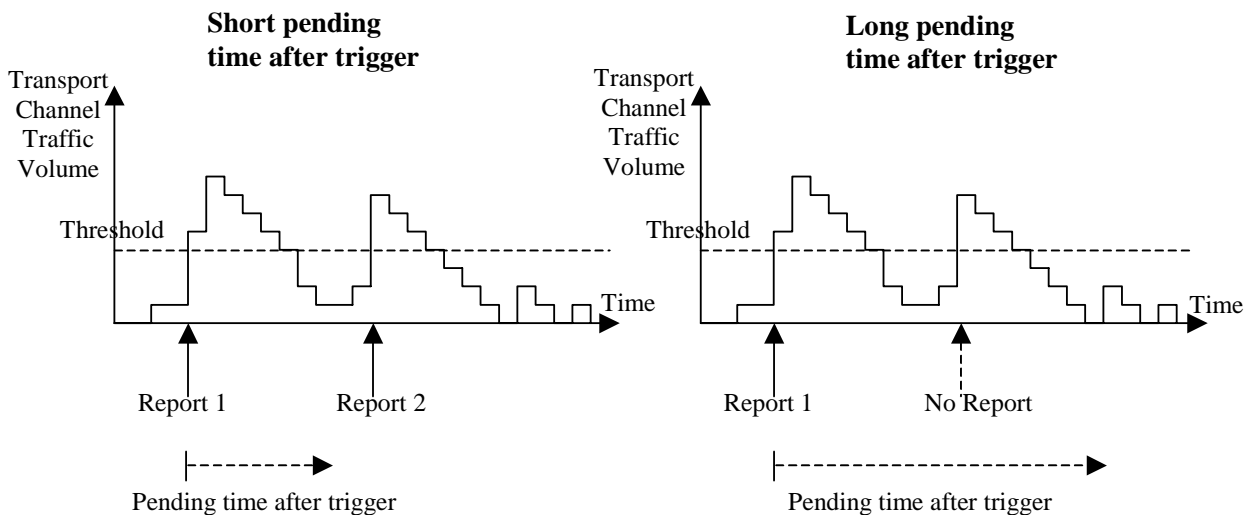 Short pending
time after trigger
Transport
Channel
Traffic
Volume
Threshold
Time
Report 1
Report 2
Pending time after trigger
Long pending
time after trigger
Transport
Channel
Traffic
Volume
Threshold
Time
Report 1
No Report
Pending time after trigger